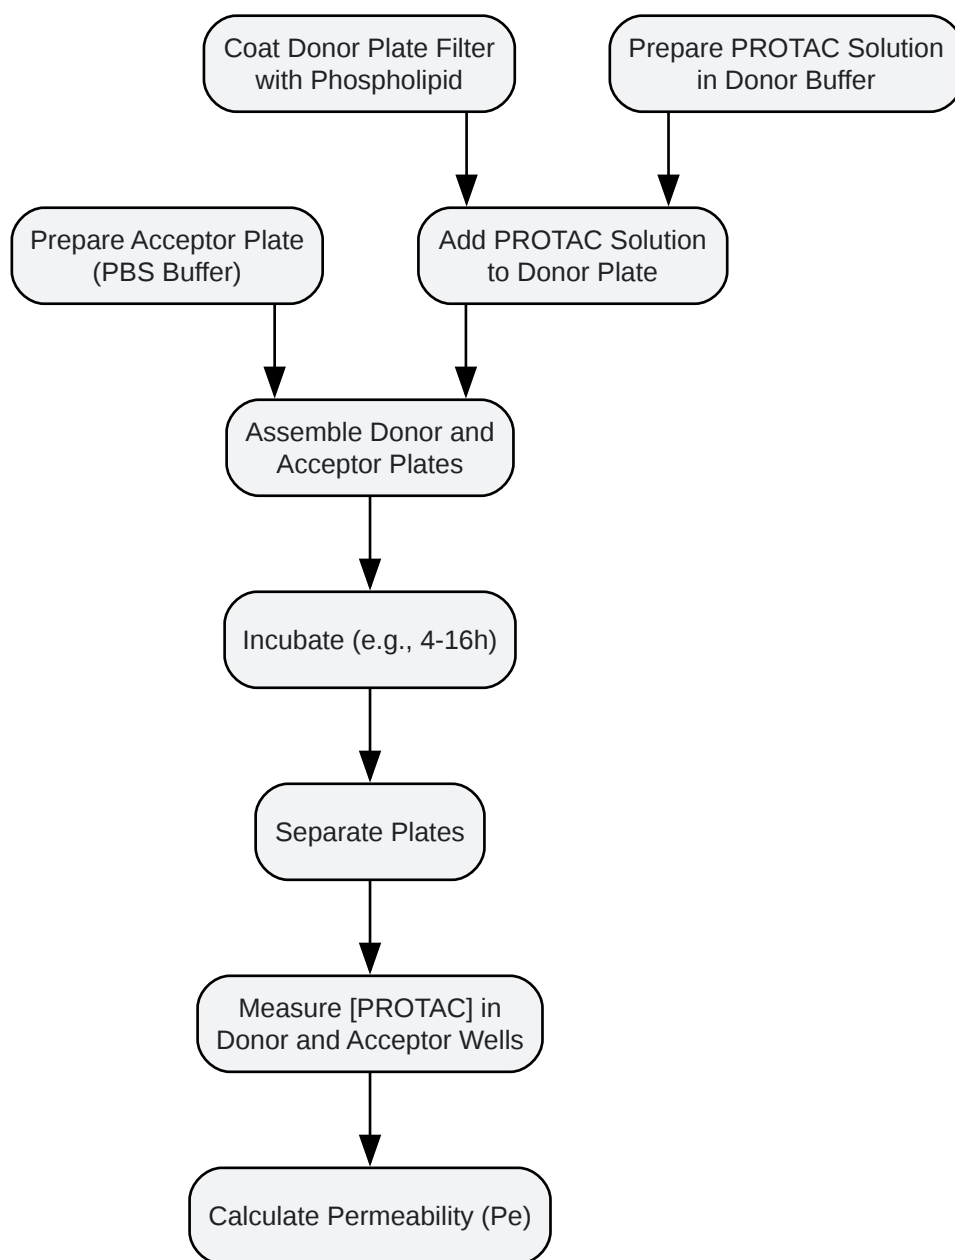 Coat Donor Plate Filter
with Phospholipid
Prepare PROTAC Solution
in Donor Buffer
Prepare Acceptor Plate
(PBS Buffer)
Add PROTAC Solution
to Donor Plate
Assemble Donor and
Acceptor Plates
Incubate (e.g., 4-16h)
Separate Plates
Measure [PROTAC] in
Donor and Acceptor Wells
Calculate Permeability (Pe)